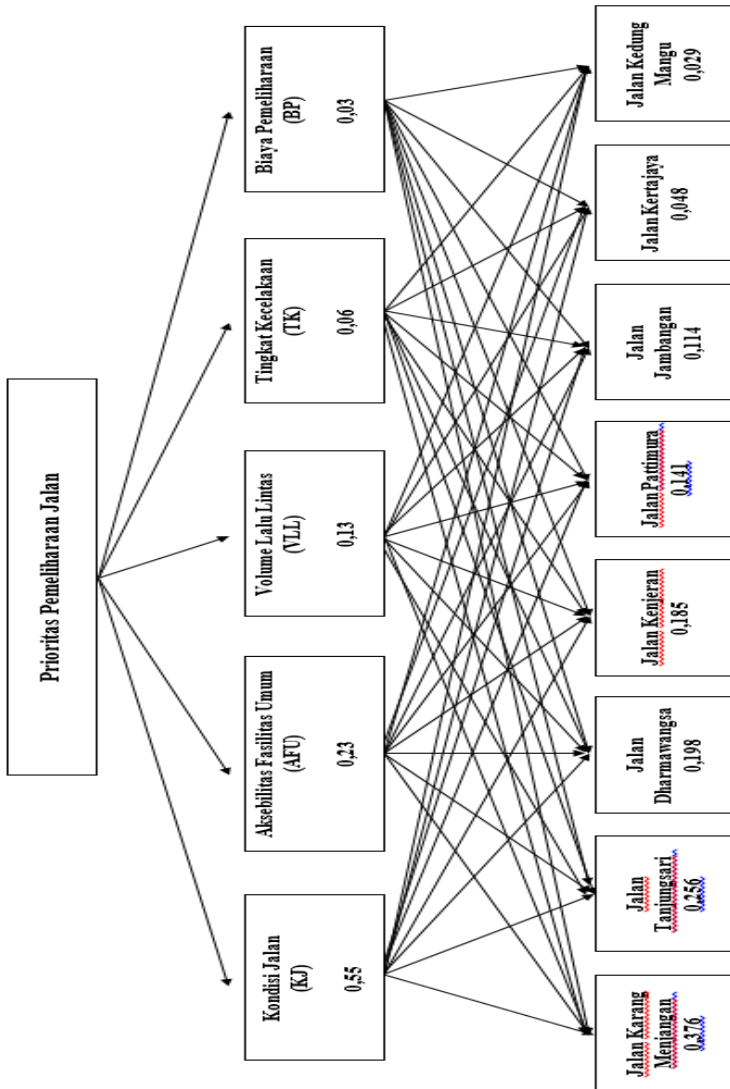 Prioritas Pemeliharaan Jalan
Kondisi Jalan
(KJ)
0,55
Aksebilitas Fasilitas Umum
(AFU)
0,23
Volume Lalu Lintas
(VLL)
0,13
Tingkat Kecelakaan
(TK)
0,06
Biaya Pemeliharaan
(BP)
0,03
Jalan Karang
Menjangan
0,376
Jalan
Tanjungsari
0,256
Jalan
Dharmawangsa
0,198
Jalan Kenjeran
0,185
Jalan Pattimura
0,141
Jalan
Jambangan
0,114
Jalan Kertajaya
0,048
Jalan Kedung
Mangu
0,029